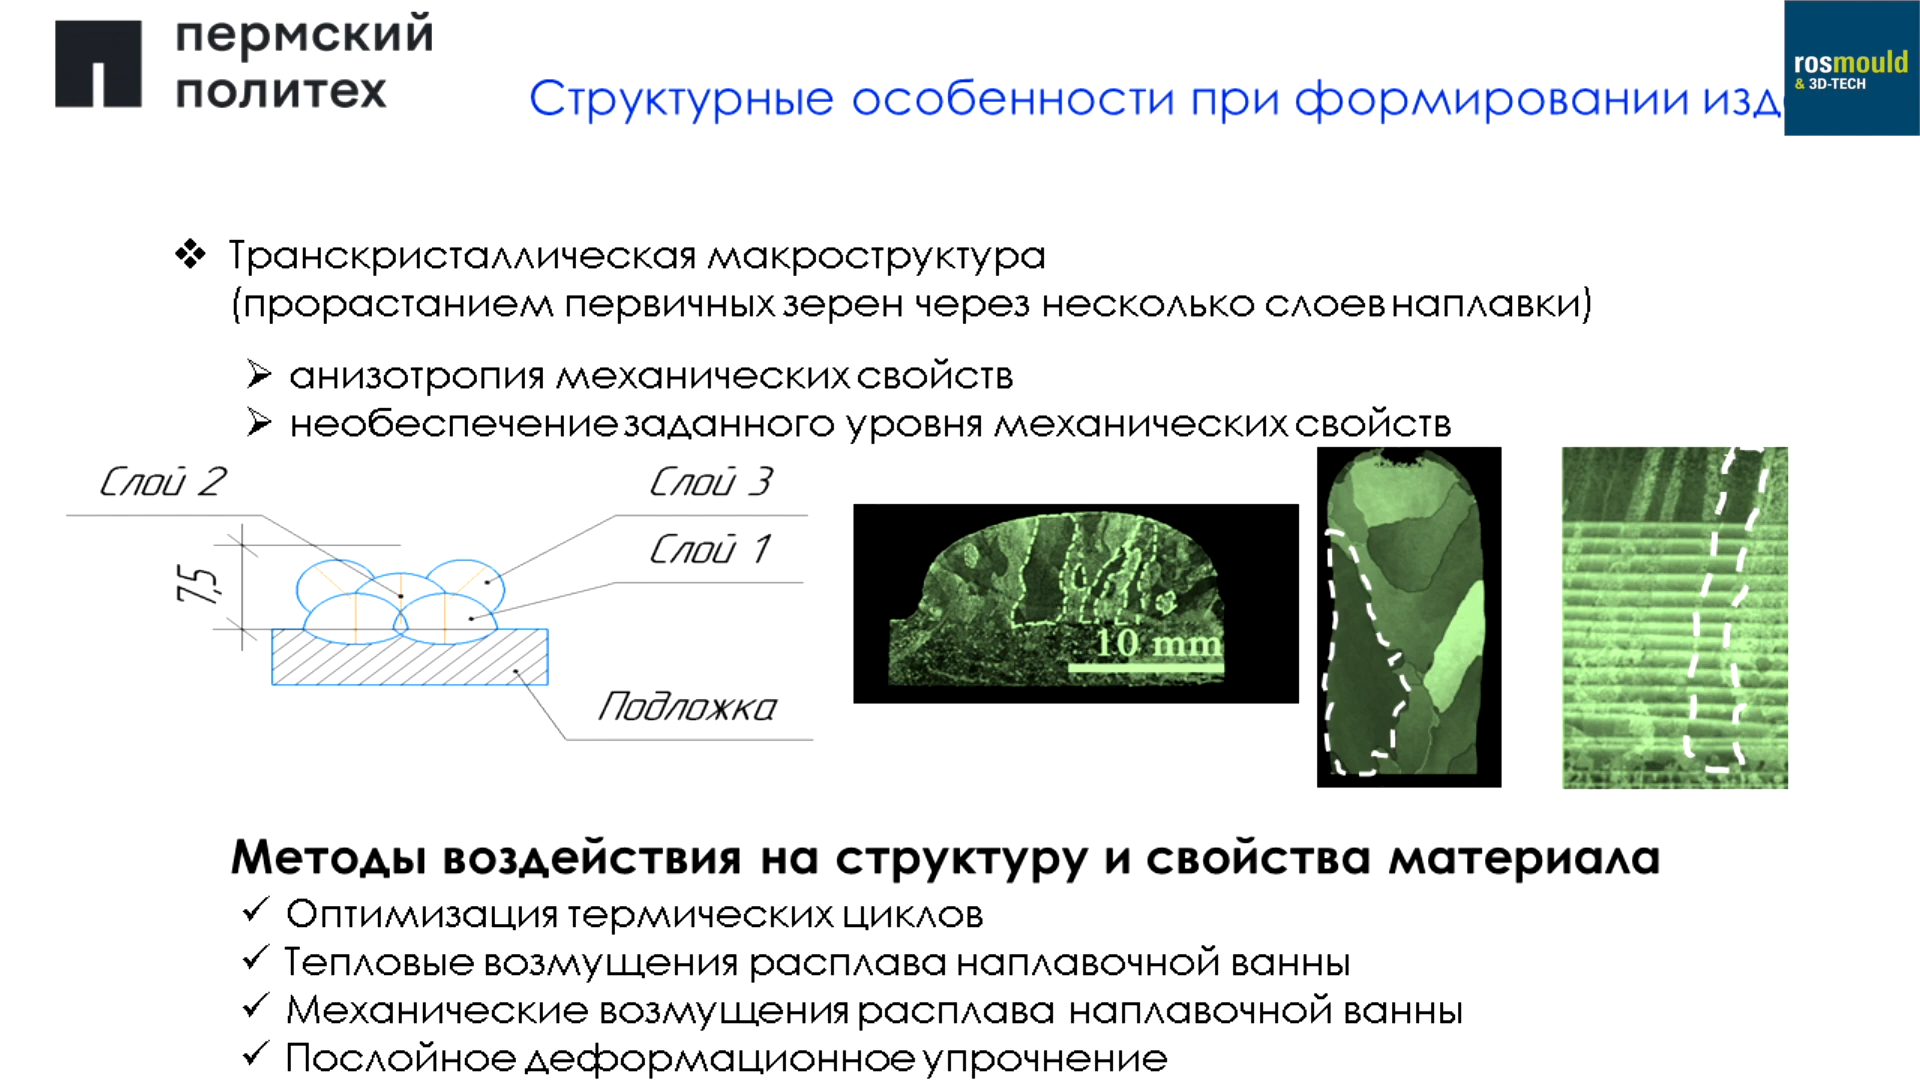 пермский
политех
rosmould
& 3D-TECH
Структурные особенности при формировании изд
Транскристаллическая макроструктура
(прорастанием первичных зерен через несколько слоев наплавки)
анизотропия механических свойств
необеспечение заданного уровня механических свойств
Слой 2
Слой 3
Слой 1
7,5
10 mm
Подложка
Методы воздействия на структуру и свойства материала
Оптимизация термических циклов
Тепловые возмущения расплава наплавочной ванны
Механические возмущения расплава наплавочной ванны
Послойное деформационное упрочнение